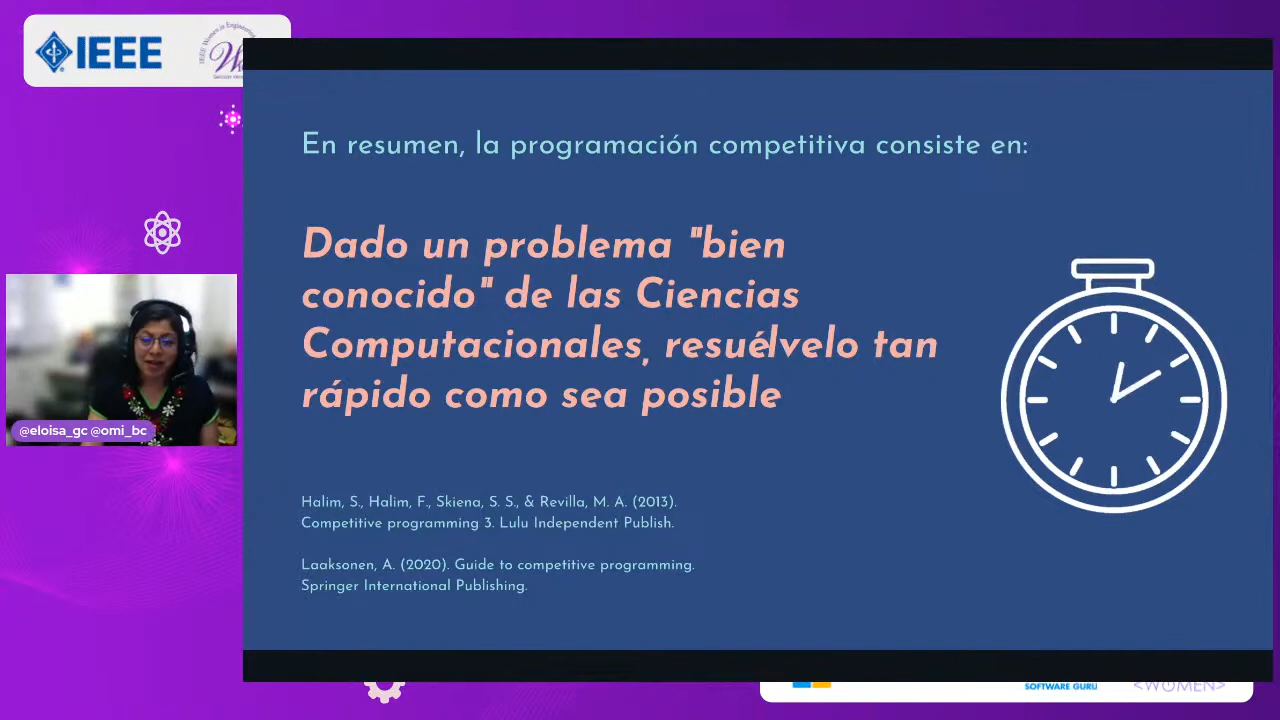 IEEE
En resumen, la programación competitiva consiste en:
Dado un problema "bien
conocido" de las Ciencias
Computacionales, resuélvelo tan
rápido como sea posible
@eloisa_gc @omi_bc
Halim, S., Halim, F., Skiena, S. S., & Revilla, M. A. (2013).
Competitive programming 3. Lulu Independent Publish.
Laaksonen, A. (2020). Guide to competitive programming.
Springer International Publishing.
SOFTWARE GURU
<WOMEN>